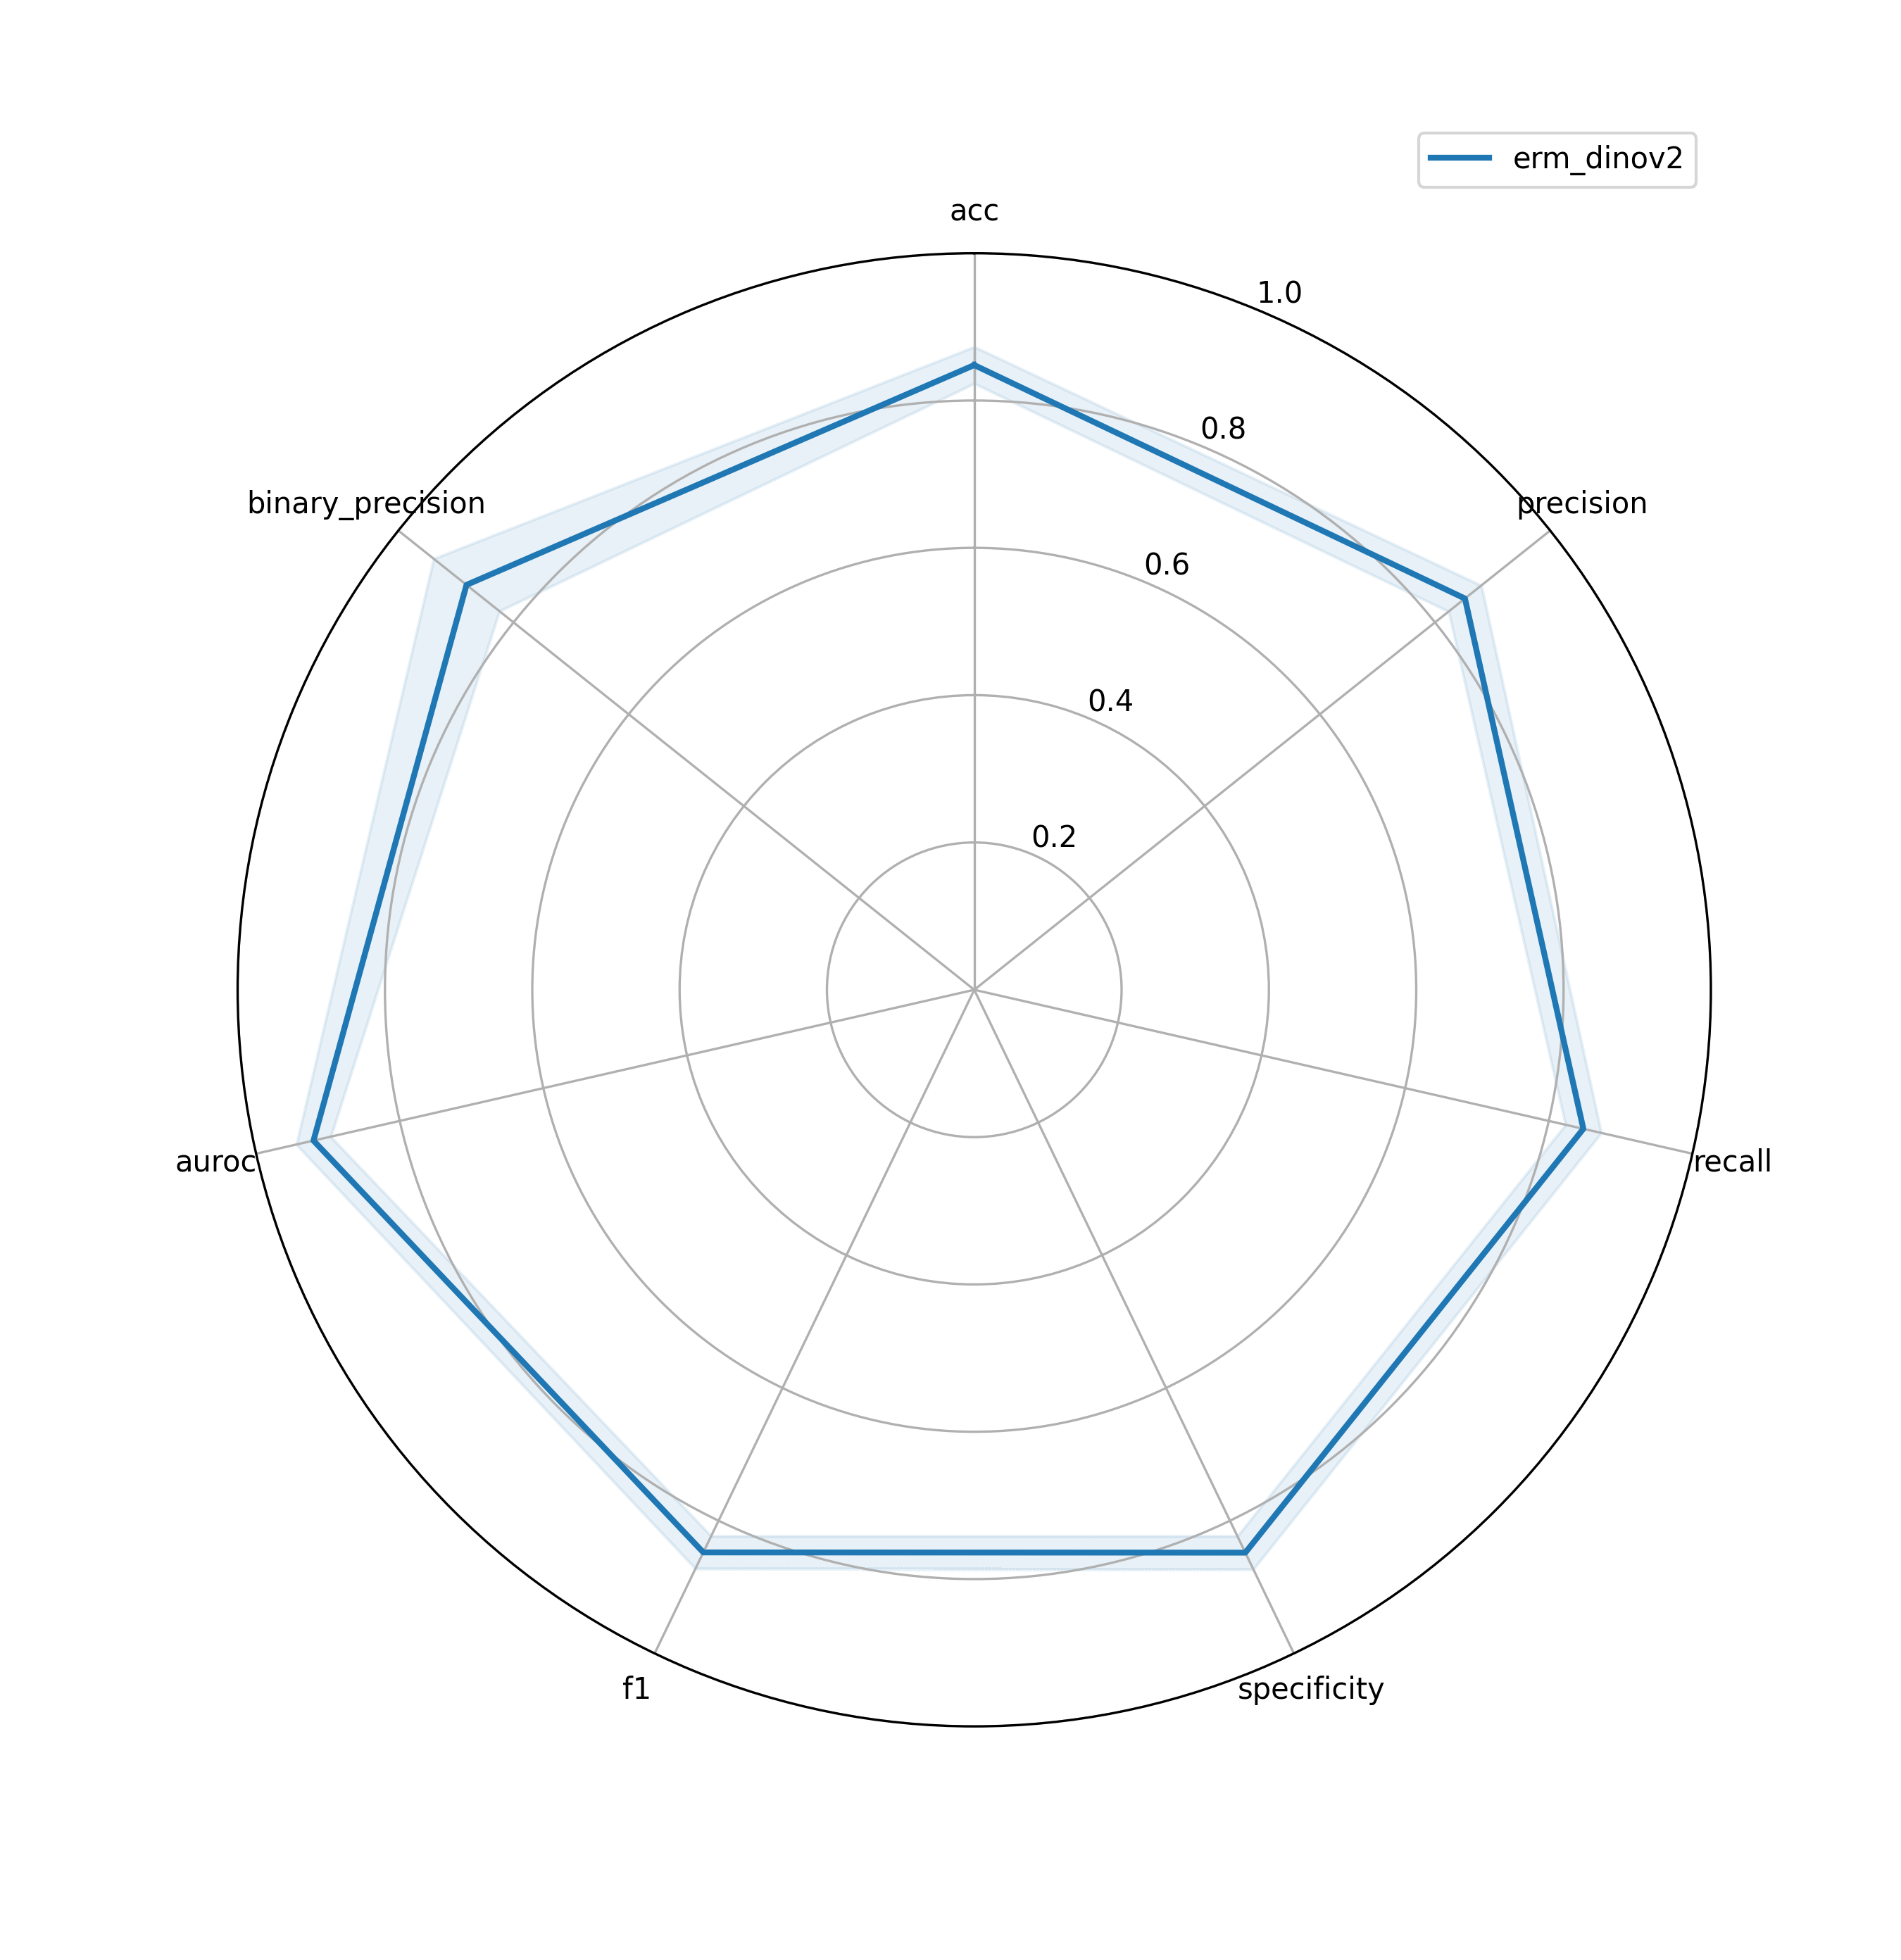 erm_dinov2
acc
1.0
0.8
binary_precision
precision
0.6
0.4
0.2
auroc
recall
f1
specificity